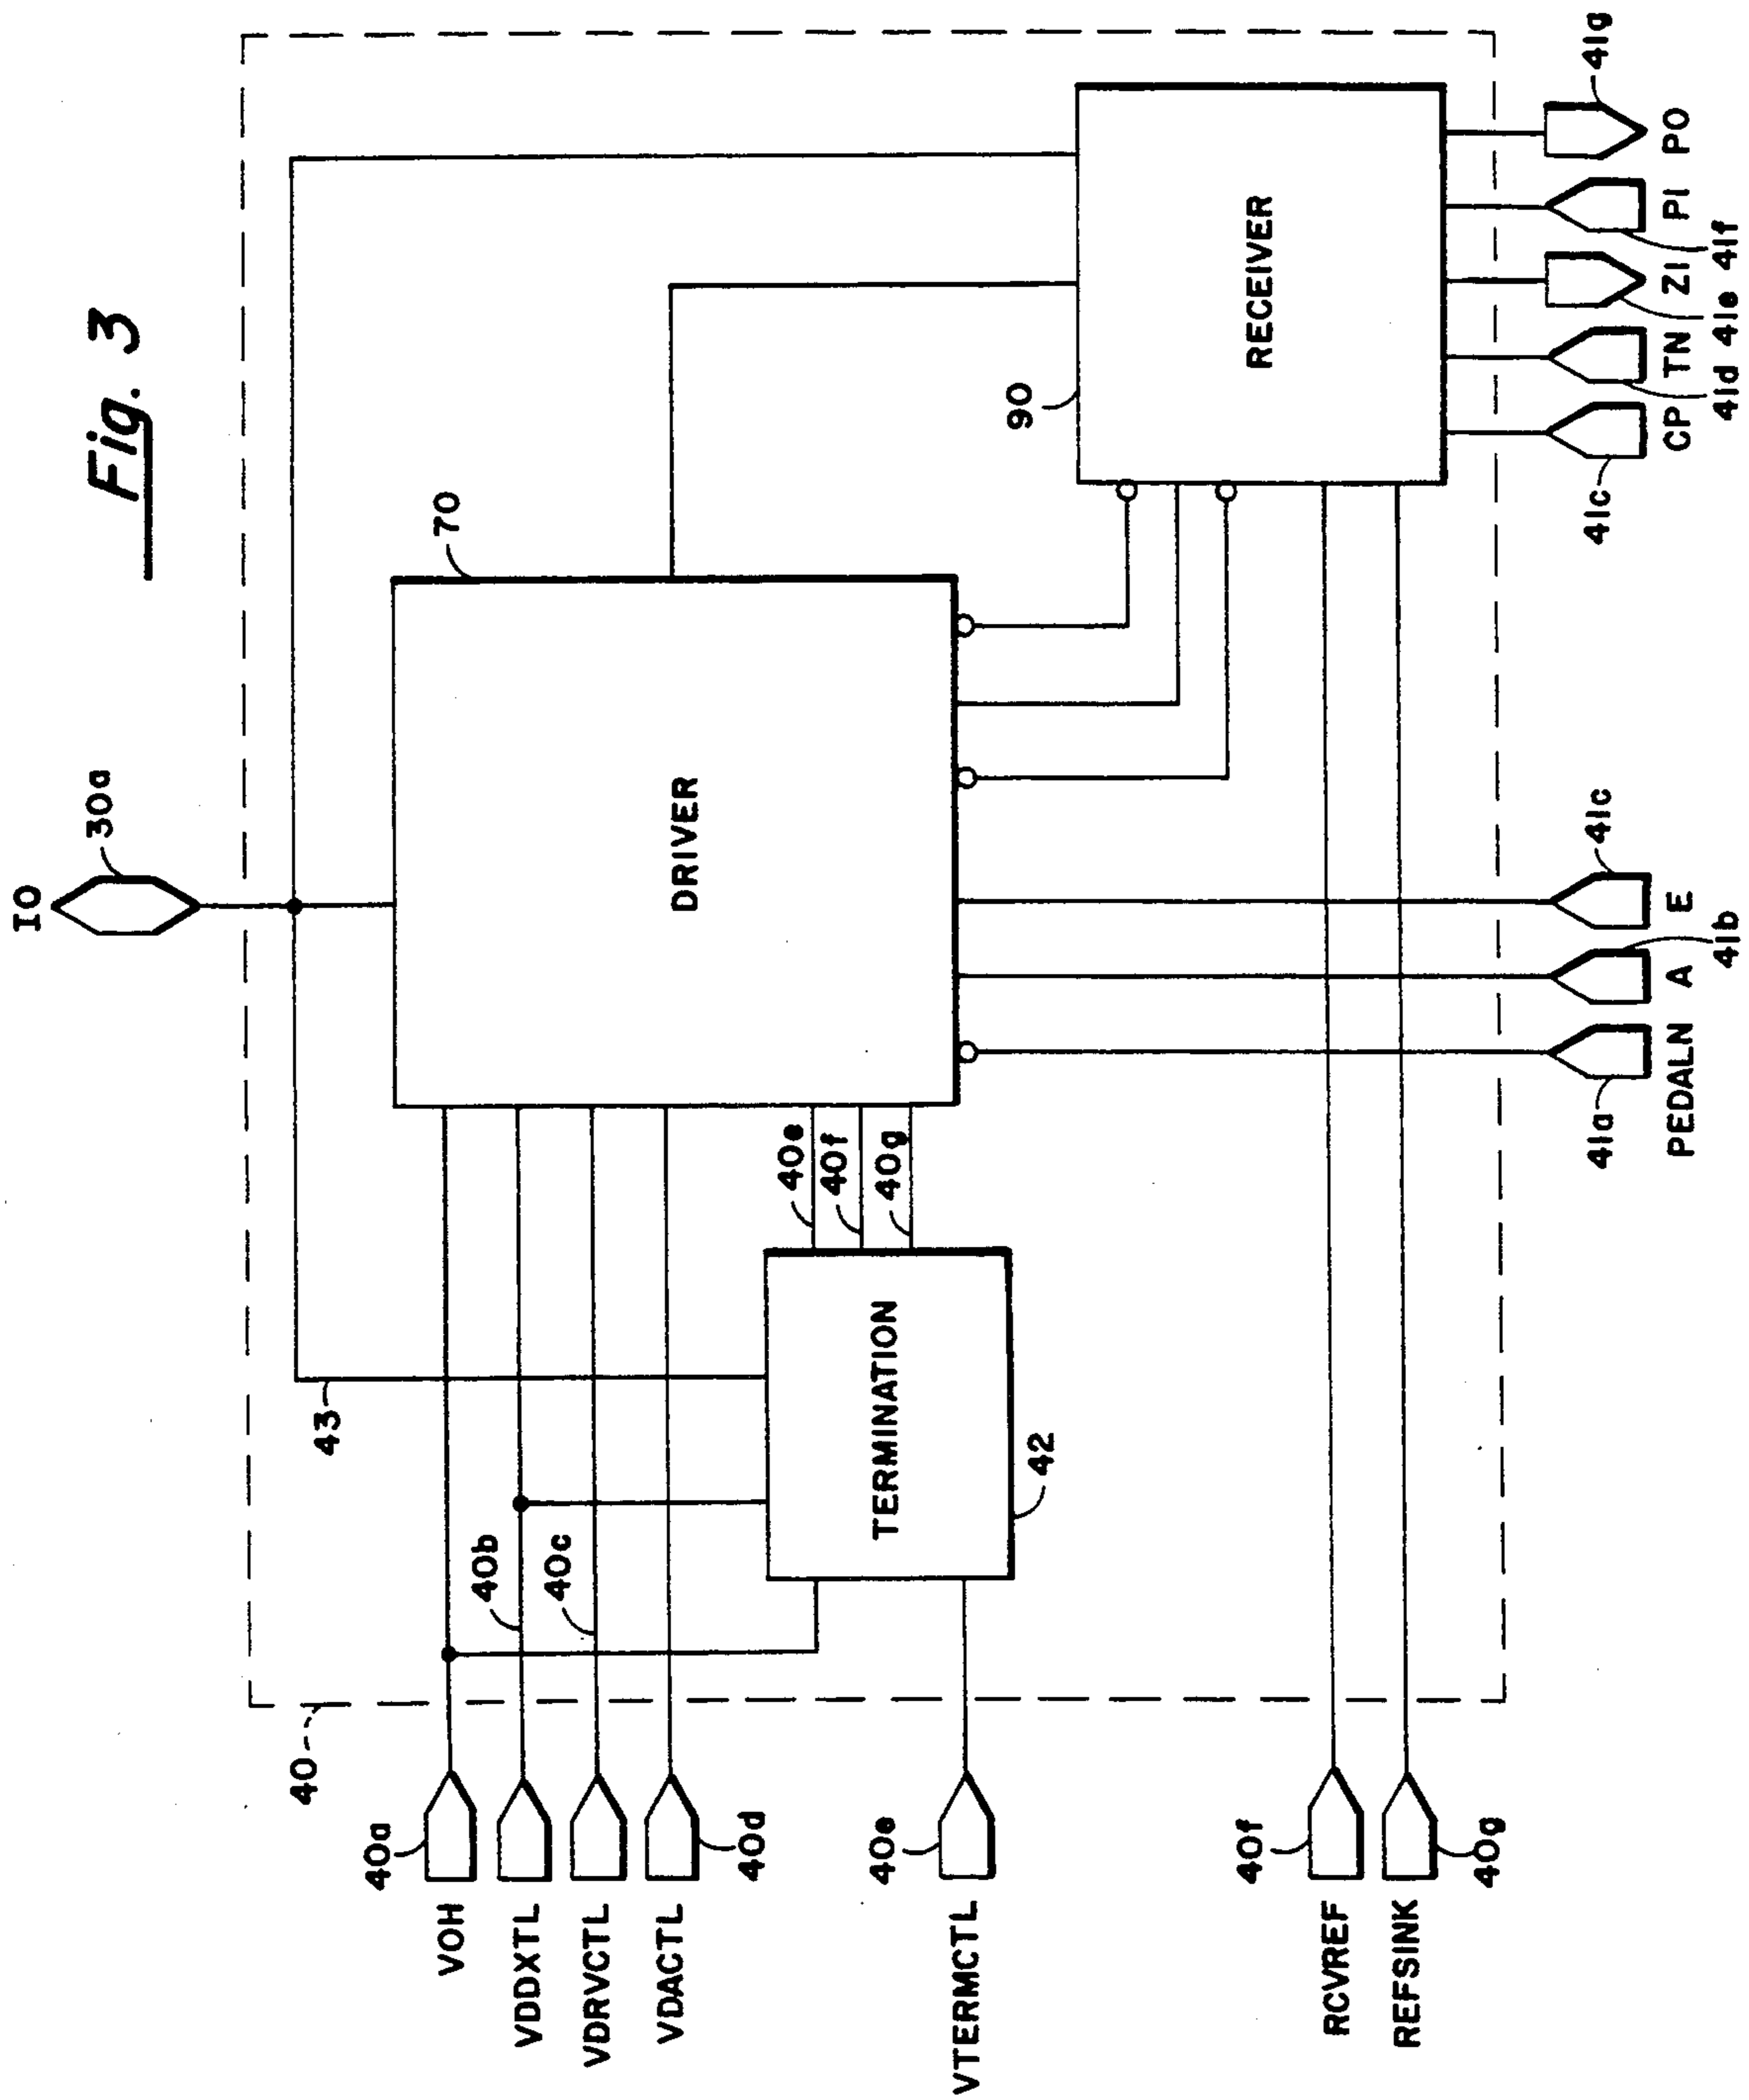 Fig. 3
IO
30a
70
DRIVER
90
RECEIVER
43
40e
40f
40g
TERMINATION
42
40b
40c
40
40a
VOH
VDDXTL
VDRVCTL
40d
VDACTL
40e
VTERMCTL
40f
RCVREF
REFSINK
40g
41a
PEDALN
A
41b
E
41c
41c
CP
41d
TN
41e
ZI
41f
PI
PO
41g